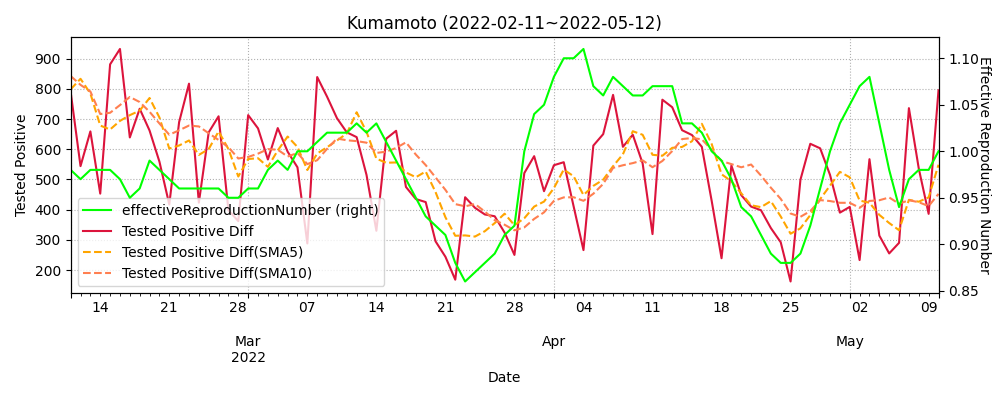 Kumamoto (2022-02-11~2022-05-12)
Tested Positive
900
800
700
600
500
400
300
200
1.10
1.05
1.00
0.95
0.90
0.85
Effective Reproduction Number
effectiveReproductionNumber (right)
Tested Positive Diff
Tested Positive Diff(SMA5)
Tested Positive Diff(SMA10)
14 21 28 07 14 21 28 04 11 18 25 02 09
Mar Apr May
2022
Date